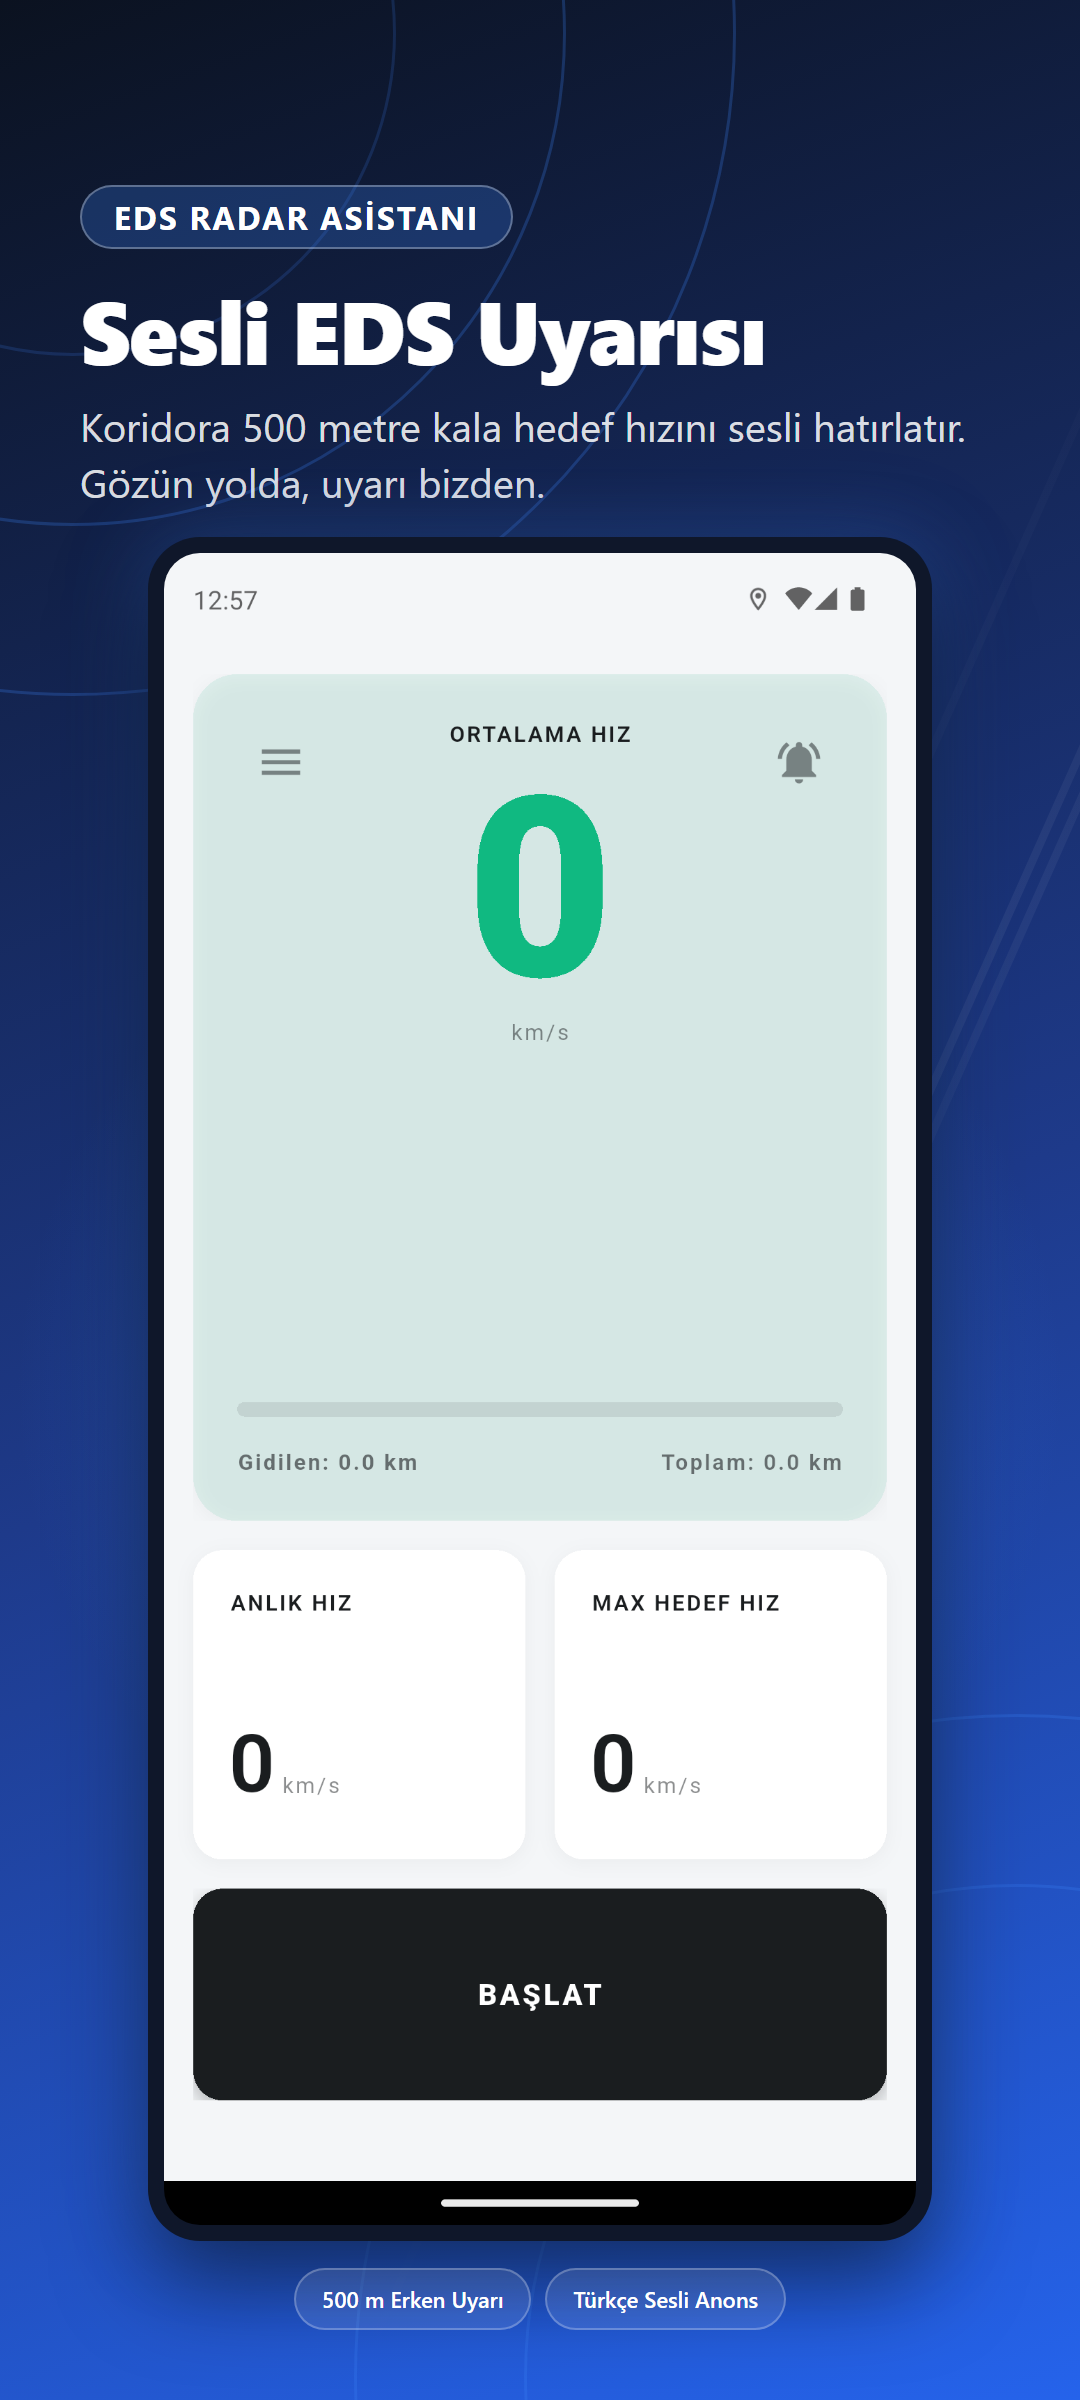 EDS RADAR ASİSTANI
Sesli EDS Uyarısı
Koridora 500 metre kala hedef hızını sesli hatırlatır.
Gözün yolda, uyarı bizden.
12:57
ORTALAMA HIZ
0
km/s
Gidilen: 0.0 km
Toplam: 0.0 km
ANLIK HIZ
MAX HEDEF HIZ
0 km/s
0 km/s
BAŞLAT
500 m Erken Uyarı
Türkçe Sesli Anons